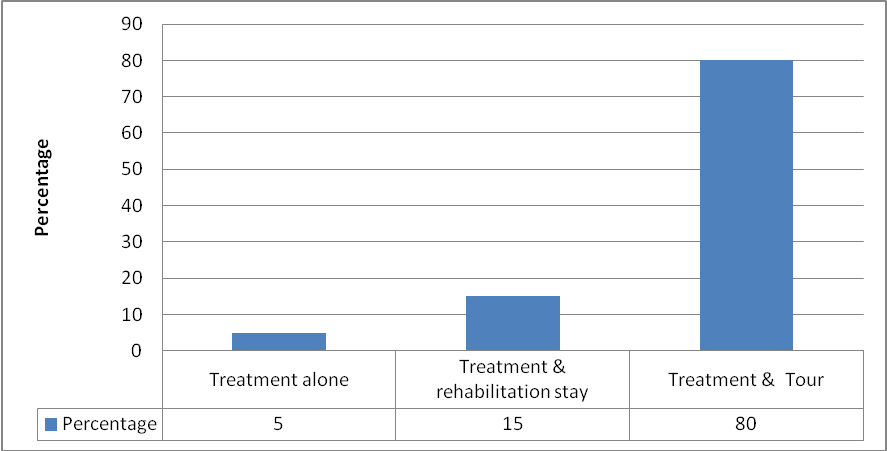 90
80
70
60
50
40
30
20
10
0
Percentage
Treatment alone
Treatment &
rehabilitation stay
Treatment & Tour
Percentage 5 15 80